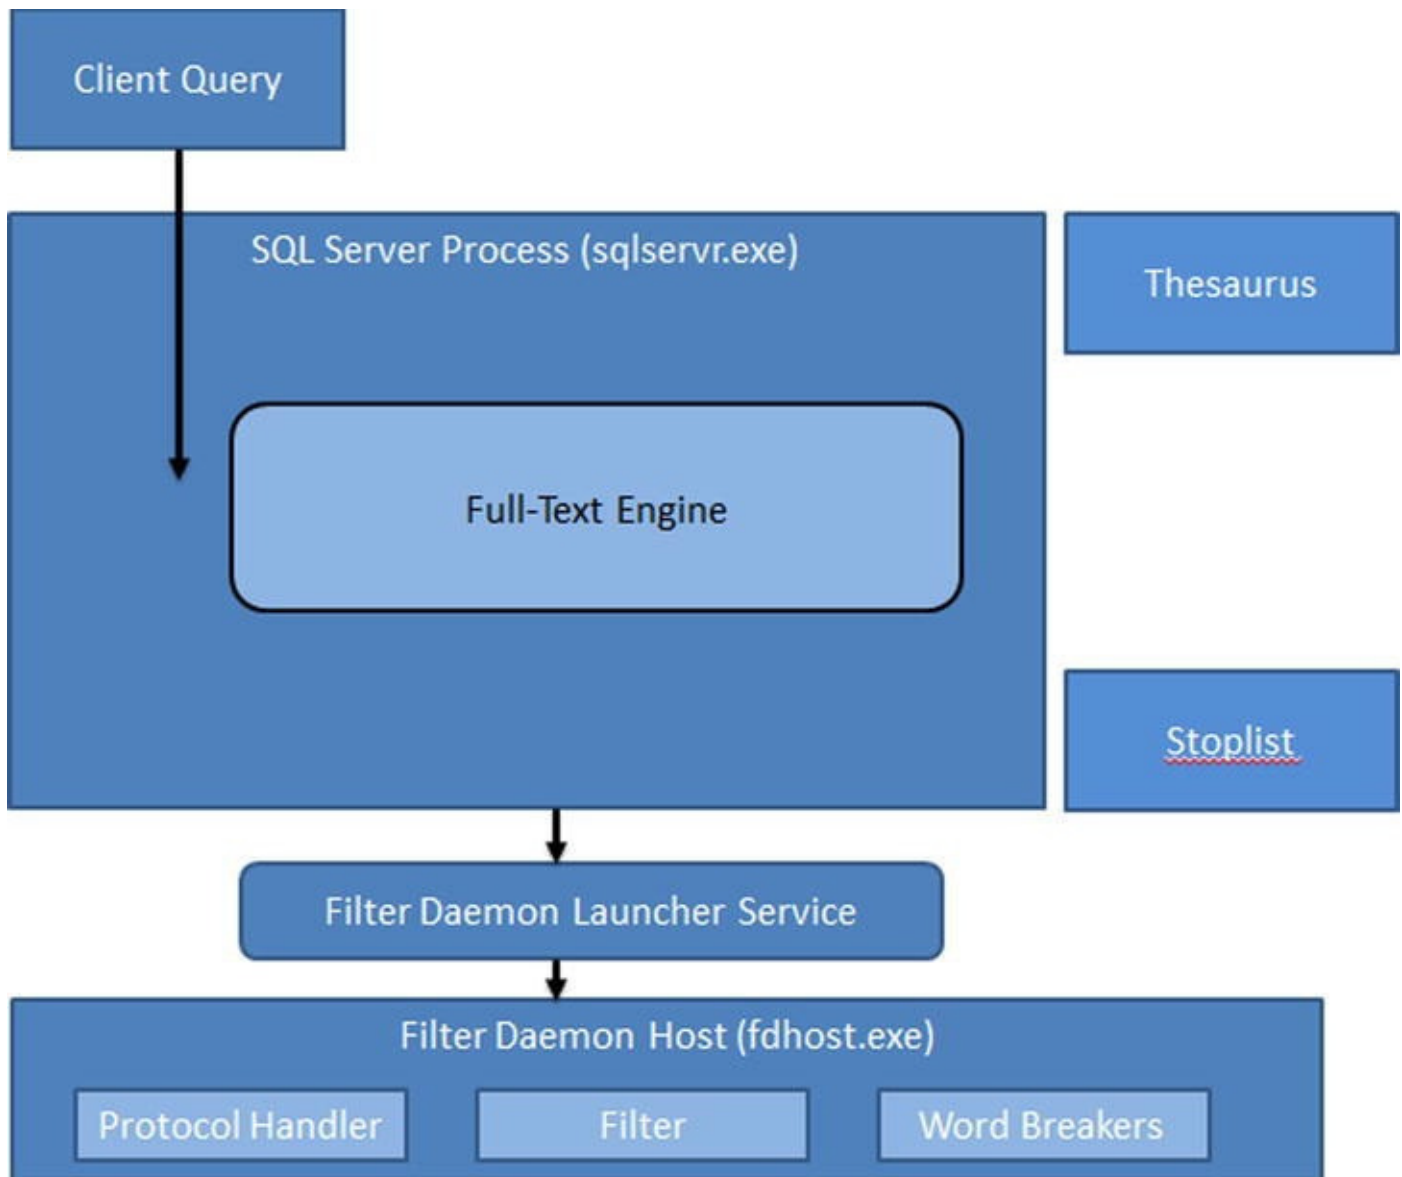 Client Query
SQL Server Process (sqlservr.exe)
Thesaurus
Full-Text Engine
Stoplist
Filter Daemon Launcher Service
Filter Daemon Host (fdhost.exe)
Protocol Handler
Filter
Word Breakers